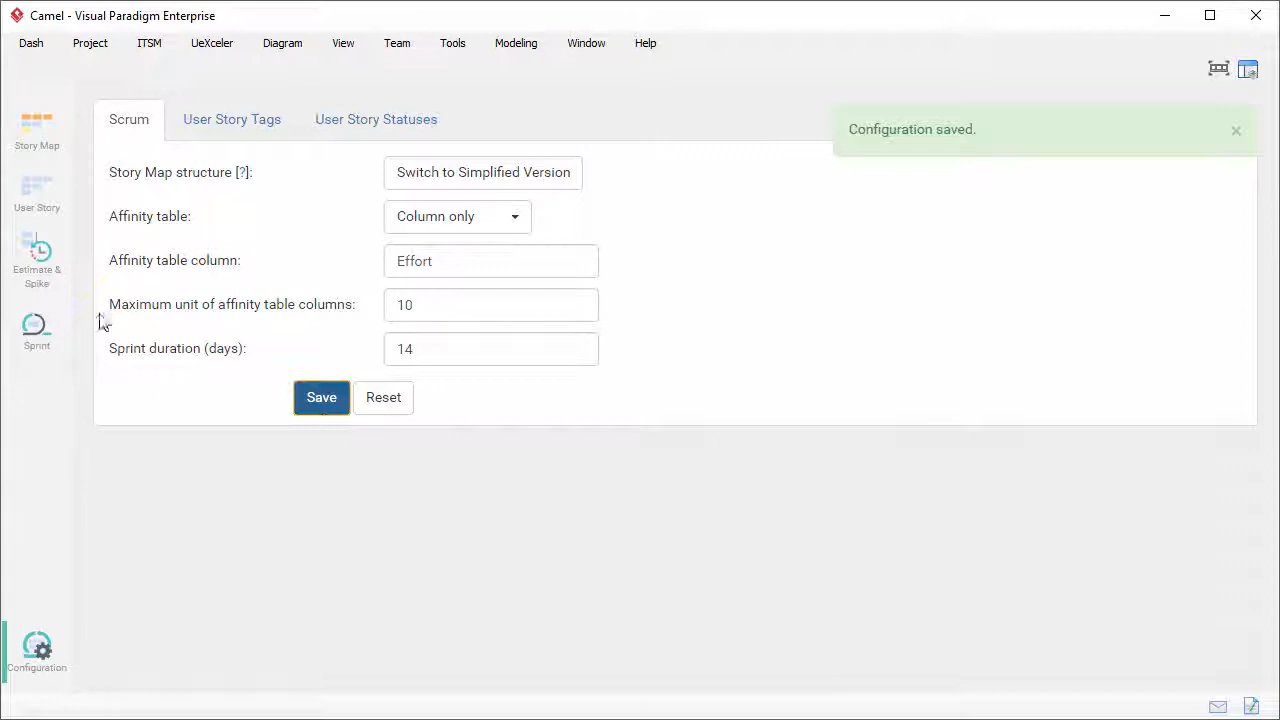 Camel - Visual Paradigm Enterprise
Dash Project ITSM UeXceler Diagram View Team Tools Modeling Window Help
Story Map
User Story
Estimate &
Spike
Sprint
Configuration
Scrum User Story Tags User Story Statuses
Configuration saved. ×
Story Map structure [?]: Switch to Simplified Version
Affinity table: Column only
Affinity table column: Effort
Maximum unit of affinity table columns: 10
Sprint duration (days): 14
Save Reset